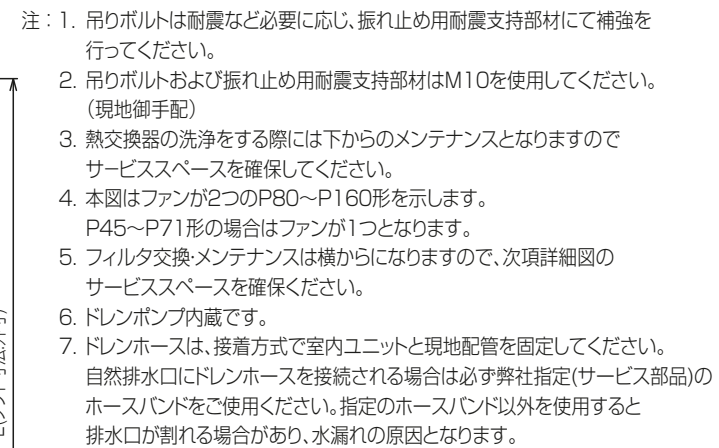 注：1. 吊りボルトは耐震など必要に応じ､振れ止め用耐震支持部材にて補強を
行ってください。
2. 吊りボルトおよび振れ止め用耐震支持部材はM10を使用してください。
（現地御手配）
3. 熱交換器の洗浄をする際には下からのメンテナンスとなりますので
サービススペースを確保してください。
4. 本図はファンが2つのP80～P160形を示します。
P45～P71形の場合はファンが1つとなります。
5. フィルタ交換･メンテナンスは横からになりますので､次項詳細図の
サービススペースを確保ください。
6. ドレンポンプ内蔵です。
7. ドレンホースは､接着方式で室内ユニットと現地配管を固定してください。
自然排水口にドレンホースを接続される場合は必ず弊社指定(サービス部品)の
ホースバンドをご使用ください。指定のホースバンド以外を使用すると
排水口が割れる場合があり､水漏れの原因となります。